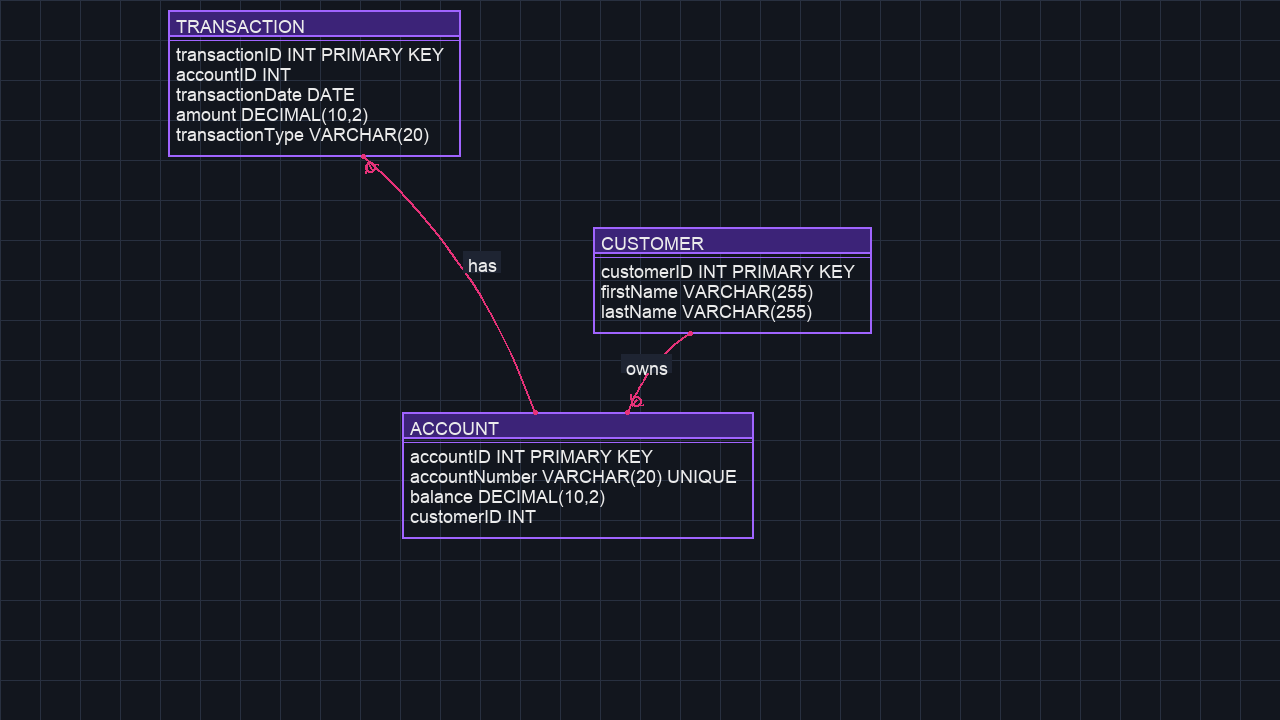 TRANSACTION
transactionID INT PRIMARY KEY
accountID INT
transactionDate DATE
amount DECIMAL(10,2)
transactionType VARCHAR(20)
has
CUSTOMER
customerID INT PRIMARY KEY
firstName VARCHAR(255)
lastName VARCHAR(255)
owns
ACCOUNT
accountID INT PRIMARY KEY
accountNumber VARCHAR(20) UNIQUE
balance DECIMAL(10,2)
customerID INT